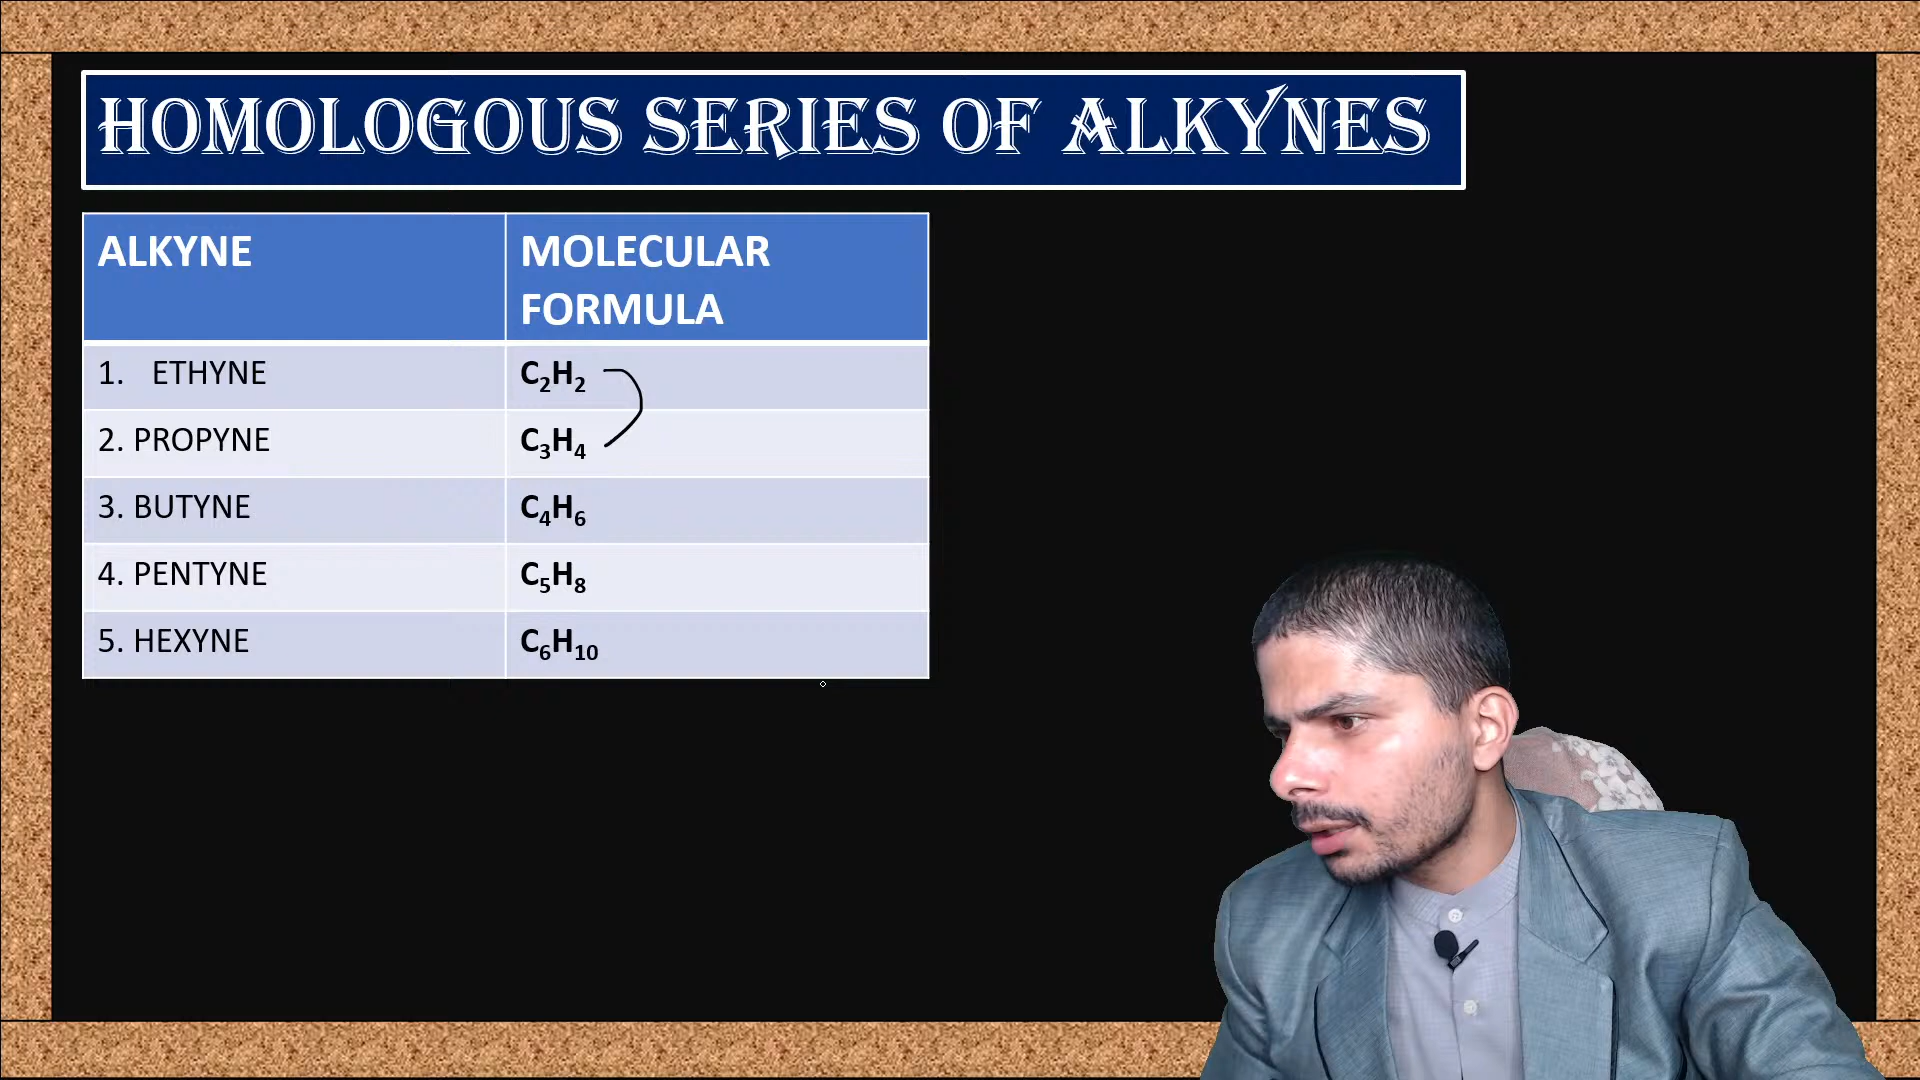 HOMOLOGOUS SERIES OF ALKYNES
ALKYNE
MOLECULAR
FORMULA
1. ETHYNE
C₂H₂
2. PROPYNE
C₃H₄
3. BUTYNE
C₄H₆
4. PENTYNE
C₅H₈
5. HEXYNE
C₆H₁₀